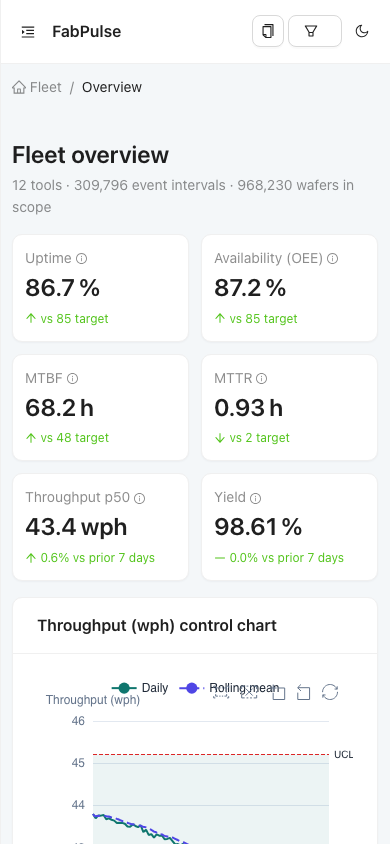 FabPulse
Fleet / Overview
Fleet overview
12 tools · 309,796 event intervals · 968,230 wafers in
scope
Uptime
86.7 %
↑ vs 85 target
Availability (OEE)
87.2 %
↑ vs 85 target
MTBF
68.2 h
↑ vs 48 target
MTTR
0.93 h
↓ vs 2 target
Throughput p50
43.4 wph
↑ 0.6% vs prior 7 days
Yield
98.61 %
— 0.0% vs prior 7 days
Throughput (wph) control chart
Daily
Rolling mean
Throughput (wph)
46
UCL
45
44